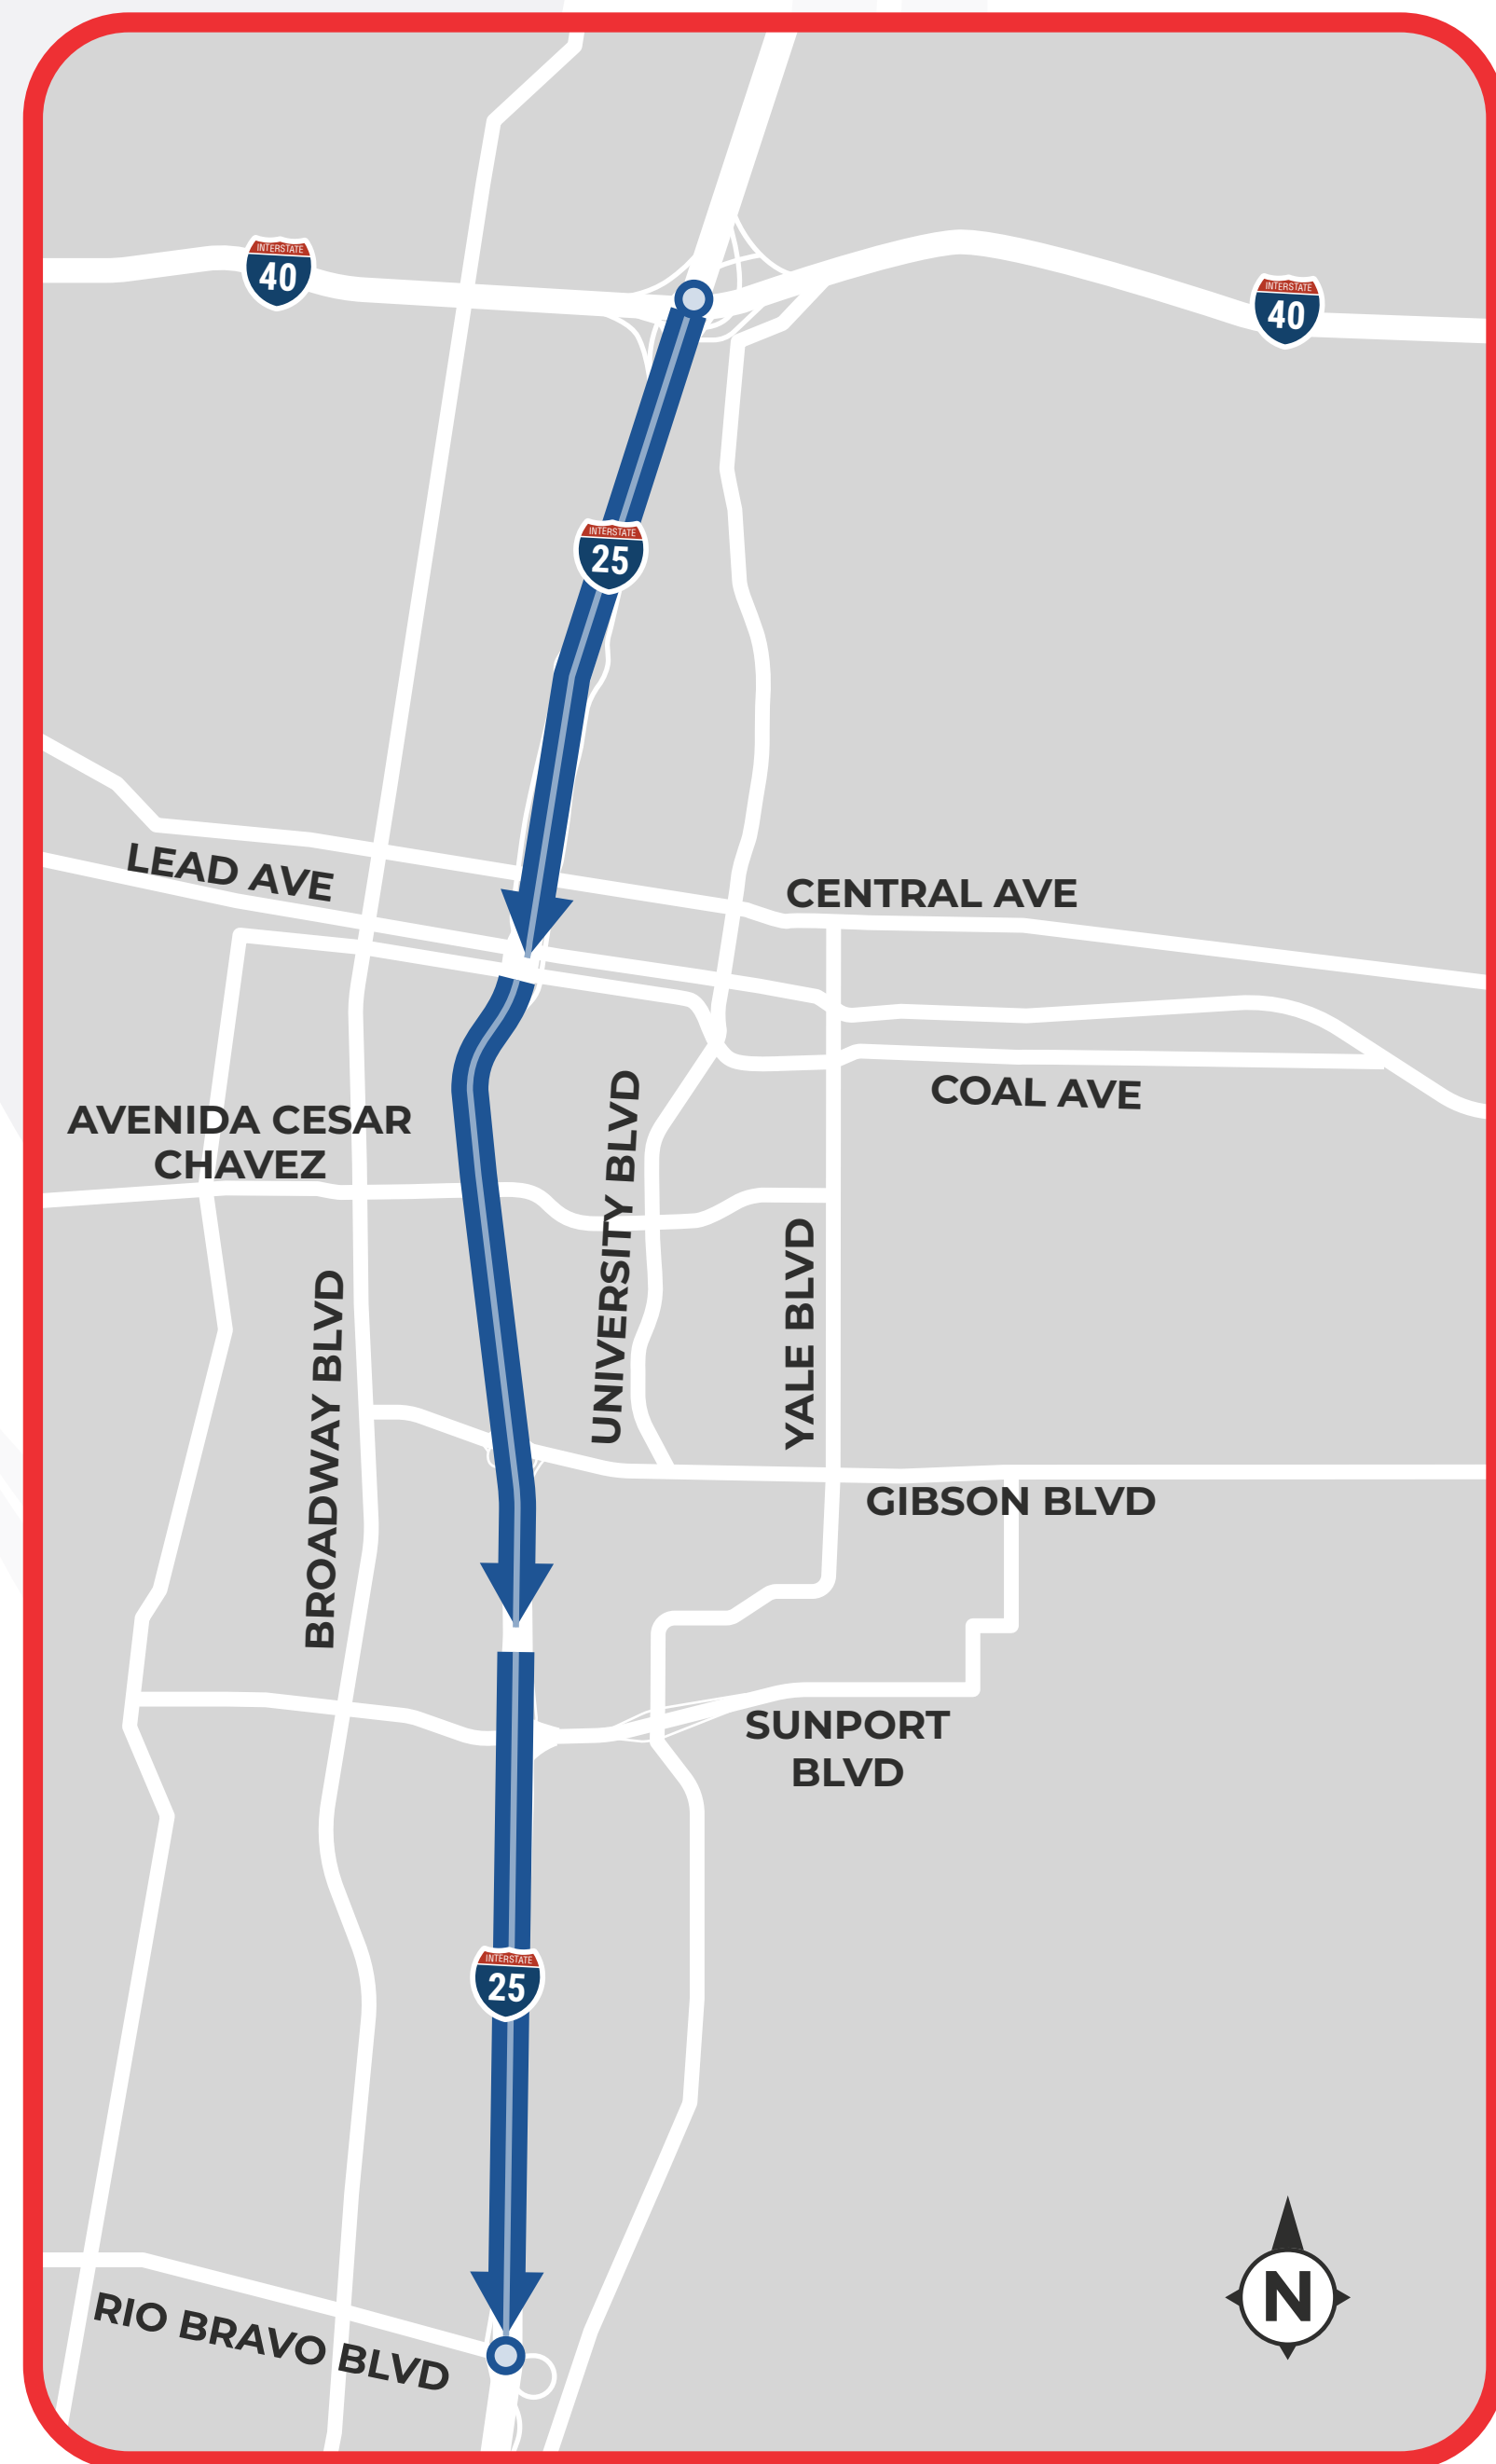 INTERSTATE
40
INTERSTATE
40
INTERSTATE
25
LEAD AVE
CENTRAL AVE
COAL AVE
AVENIDA CESAR
CHAVEZ
UNIVERSITY BLVD
YALE BLVD
BROADWAY BLVD
GIBSON BLVD
SUNPORT
BLVD
INTERSTATE
25
RIO BRAVO BLVD
N